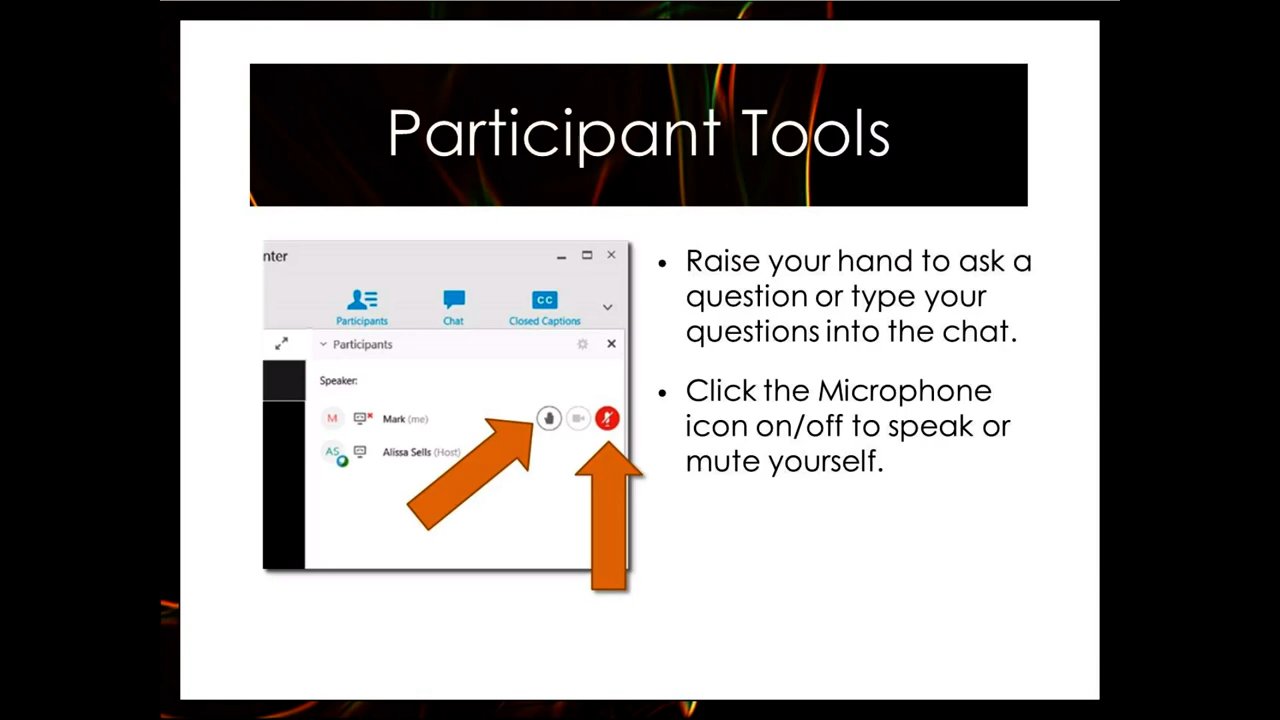 Participant Tools
nter
Participants
Chat
CC
Closed Captions
Participants
Speaker:
M
Mark (me)
AS
Alissa Sells (Host)
• Raise your hand to ask a
question or type your
questions into the chat.
• Click the Microphone
icon on/off to speak or
mute yourself.